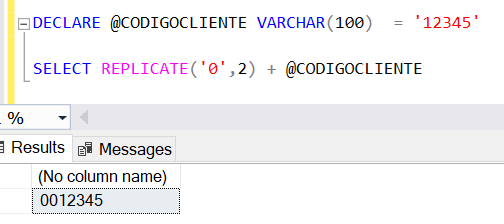 DECLARE @CODIGOCLIENTE VARCHAR(100)  = '12345'
SELECT REPLICATE('0',2) + @CODIGOCLIENTE
%
Results Messages
(No column name)
0012345